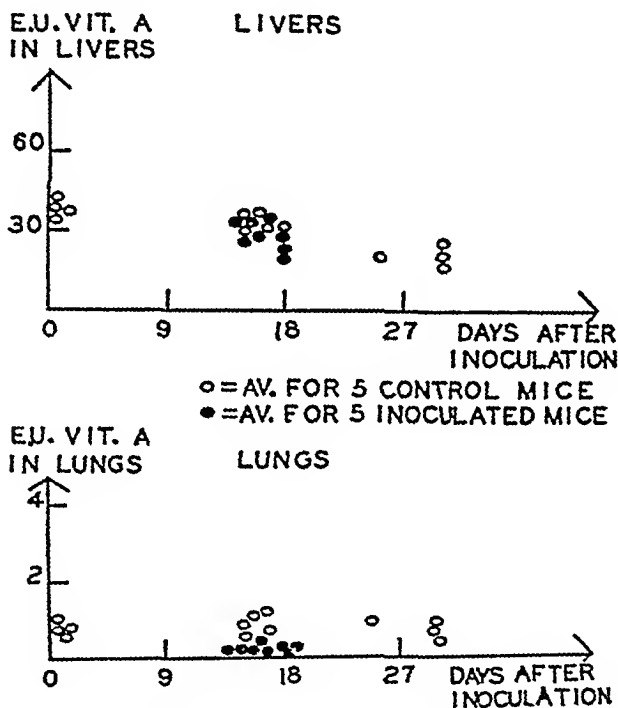 E.U. VIT. A LIVERS
IN LIVERS
60
30
0 9 18 27 DAYS AFTER
INOCULATION
○ = AV. FOR 5 CONTROL MICE
● = AV. FOR 5 INOCULATED MICE
E.U. VIT. A
IN LUNGS LUNGS
4
2
0 9 18 27 DAYS AFTER
INOCULATION